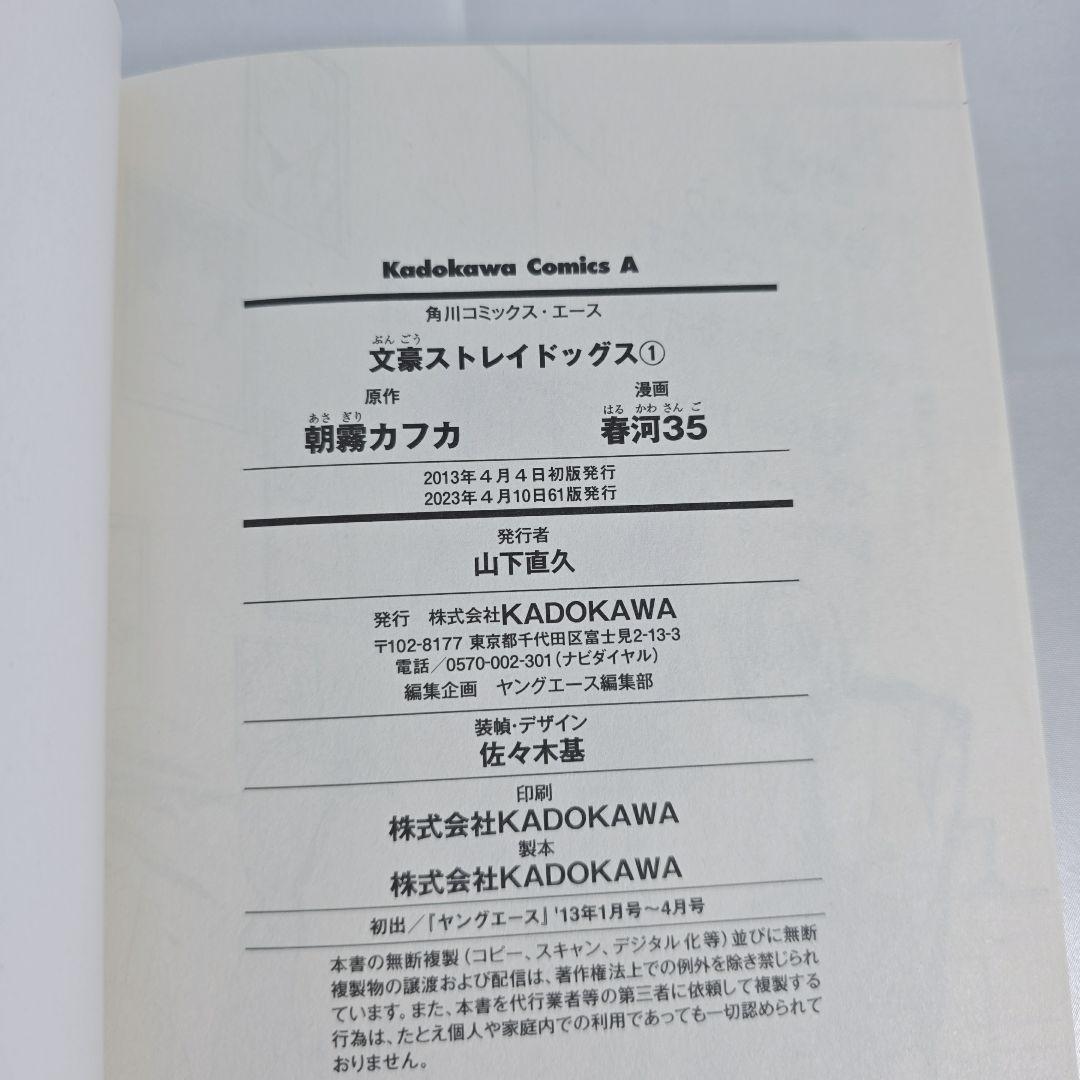 Kadokawa Comics A
角川コミックス・エース
ぶん ごう
文豪ストレイドッグス①
原作 漫画
あさ ぎり はる かわ さん ご
朝霧カフカ 春河35
2013年4月4日初版発行
2023年4月10日61版発行
発行者
山下直久
発行 株式会社KADOKAWA
〒102-8177 東京都千代田区富士見2-13-3
電話／0570-002-301（ナビダイヤル）
編集企画 ヤングエース編集部
装幀・デザイン
佐々木基
印刷
株式会社KADOKAWA
製本
株式会社KADOKAWA
初出／『ヤングエース』'13年1月号～4月号
本書の無断複製（コピー、スキャン、デジタル化等）並びに無断
複製物の譲渡および配信は、著作権法上での例外を除き禁じられ
ています。また、本書を代行業者等の第三者に依頼して複製する
行為は、たとえ個人や家庭内での利用であっても一切認められて
おりません。